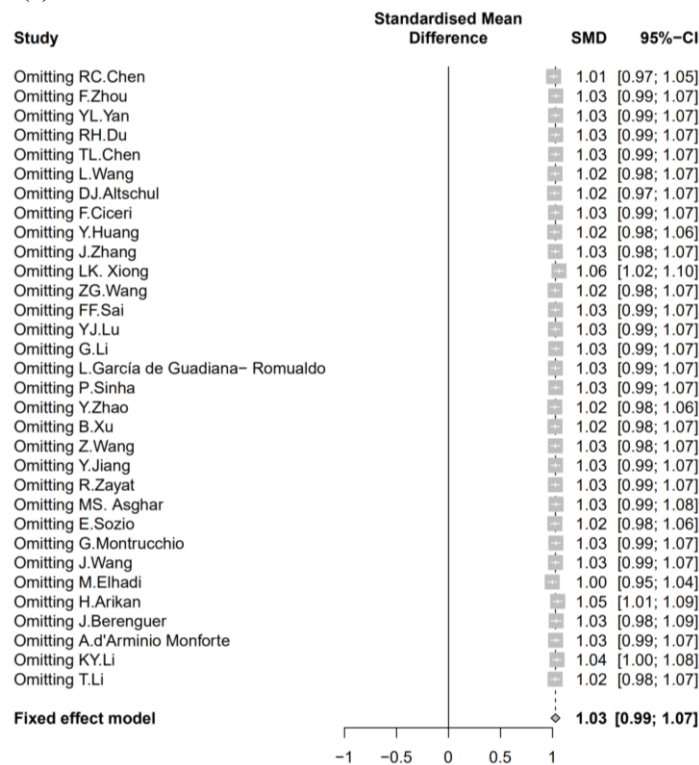 Standardised Mean
Study Difference SMD 95%−CI
Omitting RC.Chen 1.01 [0.97; 1.05]
Omitting F.Zhou 1.03 [0.99; 1.07]
Omitting YL.Yan 1.03 [0.99; 1.07]
Omitting RH.Du 1.03 [0.99; 1.07]
Omitting TL.Chen 1.03 [0.99; 1.07]
Omitting L.Wang 1.02 [0.98; 1.07]
Omitting DJ.Altschul 1.02 [0.97; 1.07]
Omitting F.Ciceri 1.03 [0.99; 1.07]
Omitting Y.Huang 1.02 [0.98; 1.06]
Omitting J.Zhang 1.03 [0.98; 1.07]
Omitting LK. Xiong 1.06 [1.02; 1.10]
Omitting ZG.Wang 1.02 [0.98; 1.07]
Omitting FF.Sai 1.03 [0.99; 1.07]
Omitting YJ.Lu 1.03 [0.99; 1.07]
Omitting G.Li 1.03 [0.99; 1.07]
Omitting L.García de Guadiana− Romualdo 1.03 [0.99; 1.07]
Omitting P.Sinha 1.03 [0.99; 1.07]
Omitting Y.Zhao 1.02 [0.98; 1.06]
Omitting B.Xu 1.02 [0.98; 1.07]
Omitting Z.Wang 1.03 [0.98; 1.07]
Omitting Y.Jiang 1.03 [0.99; 1.07]
Omitting R.Zayat 1.03 [0.99; 1.07]
Omitting MS. Asghar 1.03 [0.99; 1.08]
Omitting E.Sozio 1.02 [0.98; 1.06]
Omitting G.Montrucchio 1.03 [0.99; 1.07]
Omitting J.Wang 1.03 [0.99; 1.07]
Omitting M.Elhadi 1.00 [0.95; 1.04]
Omitting H.Arikan 1.05 [1.01; 1.09]
Omitting J.Berenguer 1.03 [0.98; 1.09]
Omitting A.d'Arminio Monforte 1.03 [0.99; 1.07]
Omitting KY.Li 1.04 [1.00; 1.08]
Omitting T.Li 1.02 [0.98; 1.07]
Fixed effect model 1.03 [0.99; 1.07]
−1 −0.5 0 0.5 1